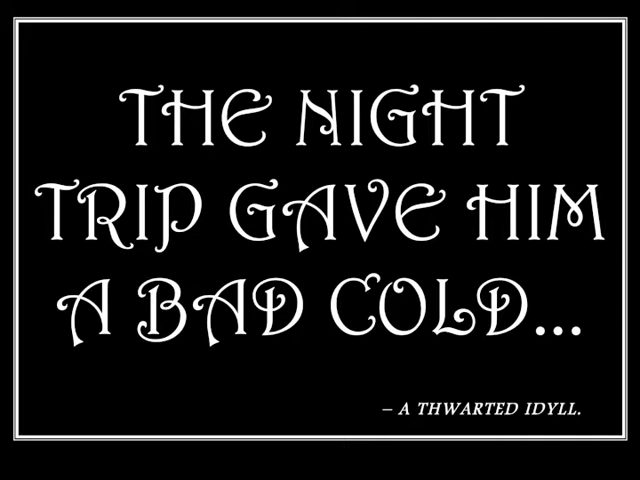 THE NIGHT
TRIP GAVE HIM
A BAD COLD...
– A THWARTED IDYLL.